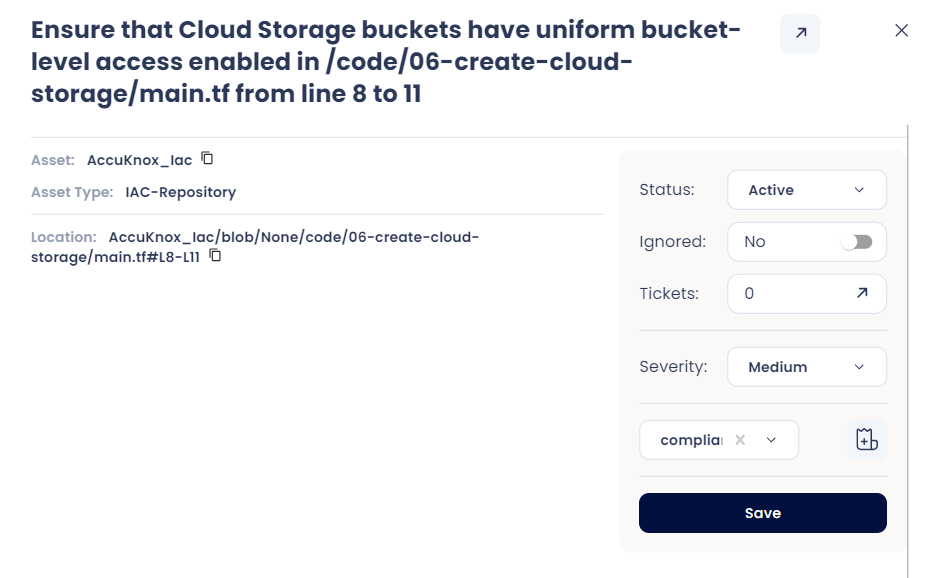 Ensure that Cloud Storage buckets have uniform bucket-
level access enabled in /code/06-create-cloud-
storage/main.tf from line 8 to 11
Asset: AccuKnox_Iac
Asset Type: IAC-Repository
Location: AccuKnox_Iac/blob/None/code/06-create-cloud-
storage/main.tf#L8-L11
Status: Active
Ignored: No
Tickets: 0
Severity: Medium
complia
Save